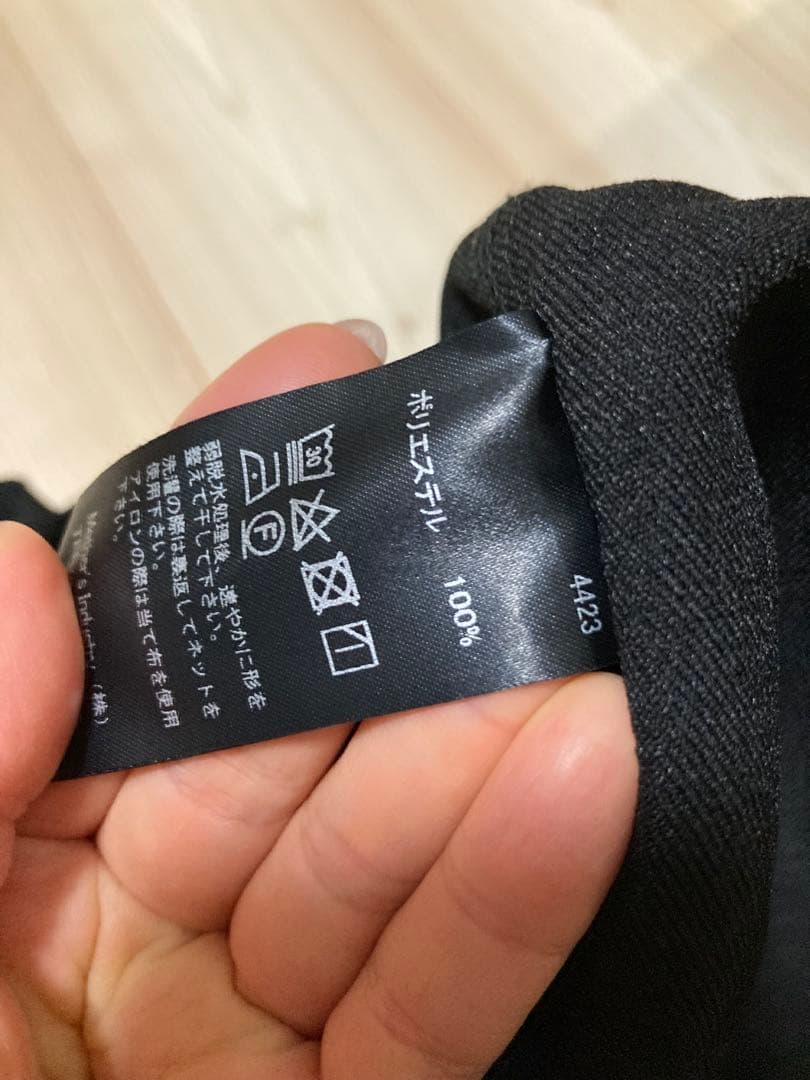 4423
ポリエステル 100%
30
F
弱脱水処理後、速やかに形を
整えて干して下さい。
洗濯の際は裏返してネットを
使用下さい。
アイロンの際は当て布を使用
下さい。
(株)